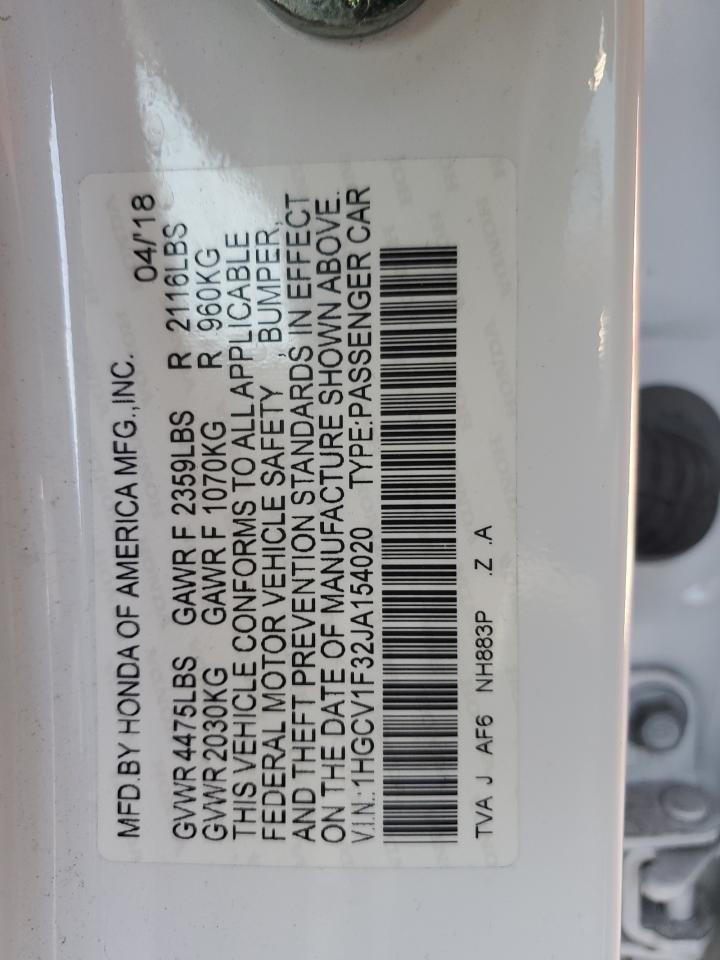 MFD.BY HONDA OF AMERICA MFG.,INC. 04/'18
GVWR 4475LBS GAWR F 2359LBS R 2116LBS
GVWR 2030KG GAWR F 1070KG R 960KG
THIS VEHICLE CONFORMS TO ALL APPLICABLE
FEDERAL MOTOR VEHICLE SAFETY , BUMPER,
AND THEFT PREVENTION STANDARDS IN EFFECT
ON THE DATE OF MANUFACTURE SHOWN ABOVE.
V.I.N.:1HGCV1F32JA154020 TYPE:PASSENGER CAR
TVA J AF6 NH883P .Z .A